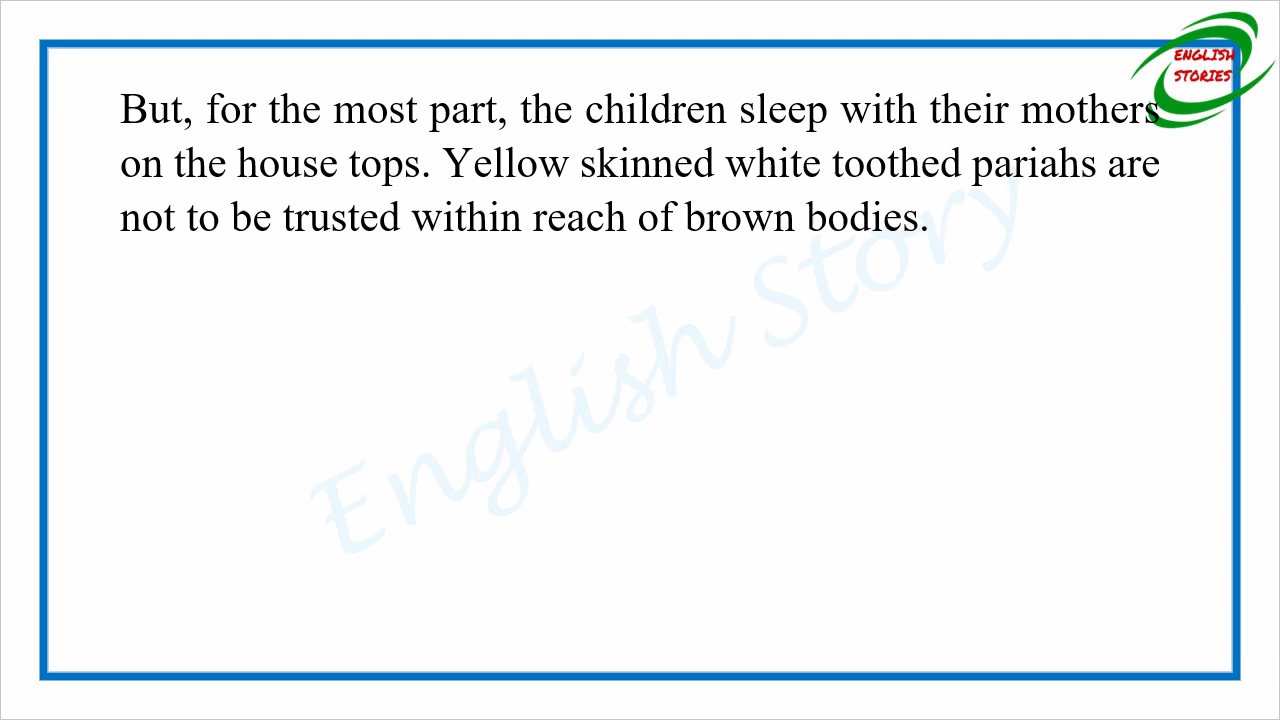 ENGLISH
STORIES
But, for the most part, the children sleep with their mothers
on the house tops. Yellow skinned white toothed pariahs are
not to be trusted within reach of brown bodies.
English Story